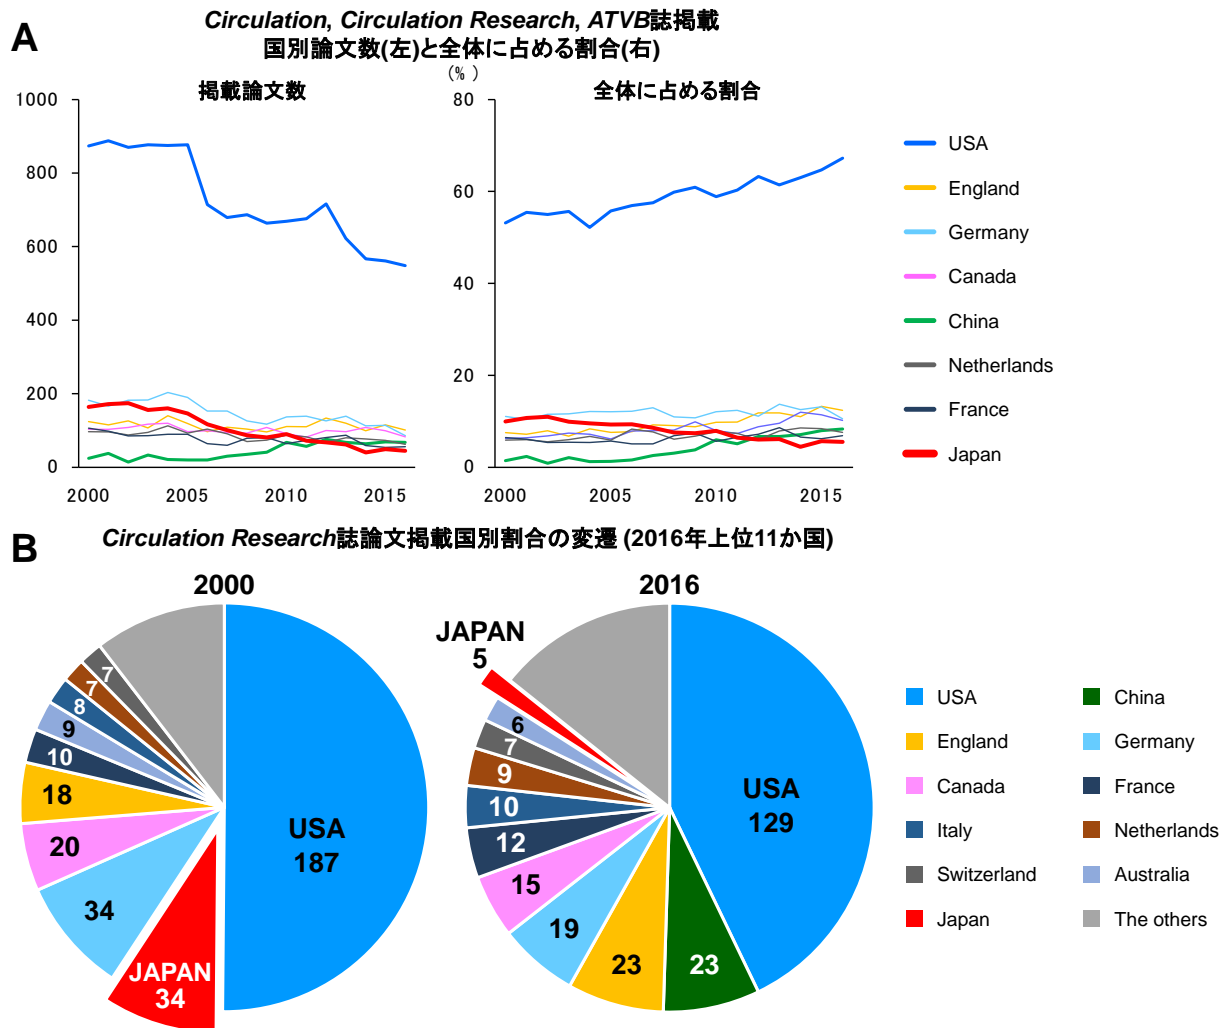 A
Circulation, Circulation Research, ATVB誌掲載
国別論文数(左)と全体に占める割合(右)
掲載論文数
1000
800
600
400
200
0
2000 2005 2010 2015
(%)
全体に占める割合
80
60
40
20
0
2000 2005 2010 2015
USA
England
Germany
Canada
China
Netherlands
France
Japan
B
Circulation Research誌論文掲載国別割合の変遷 (2016年上位11か国)
2000
USA
187
JAPAN
34
34
20
18
10
9
8
7
7
2016
JAPAN
5
USA
129
23
23
19
15
12
10
9
7
6
USA
China
England
Germany
Canada
France
Italy
Netherlands
Switzerland
Australia
Japan
The others